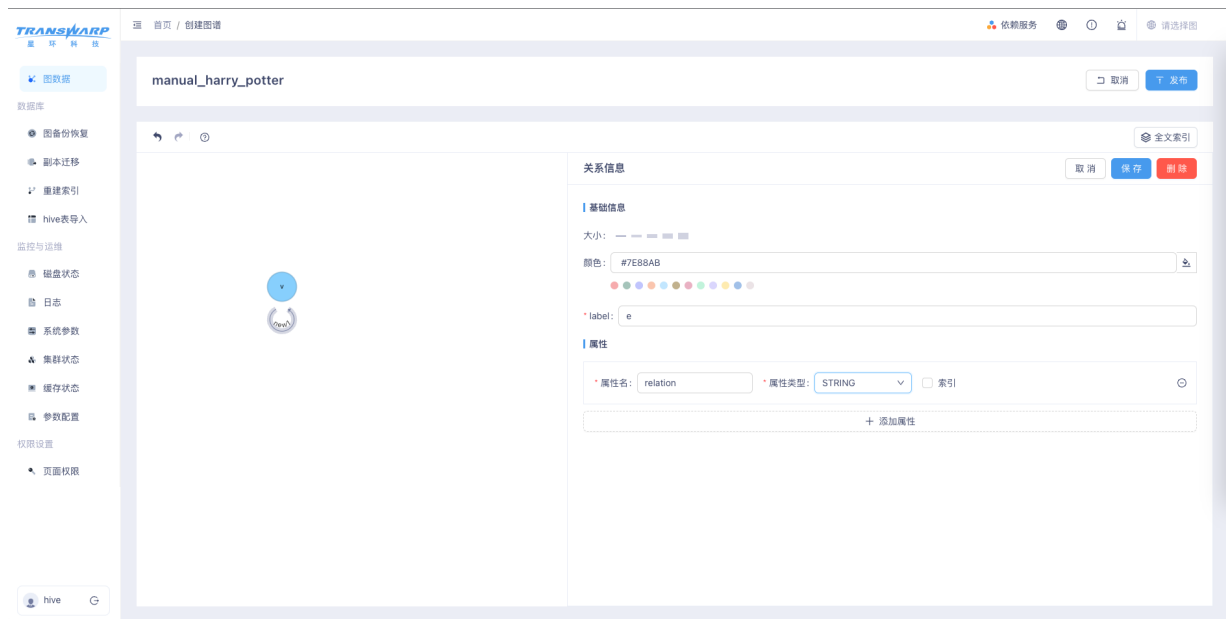 TRANSWARP
星 环 科 技
首页 / 创建图谱
依赖服务
请选择图
图数据
数据库
图备份恢复
副本迁移
重建索引
hive表导入
监控与运维
磁盘状态
日志
系统参数
集群状态
缓存状态
参数配置
权限设置
页面权限
hive
manual_harry_potter
取消
发布
全文索引
v
new
关系信息
取 消
保 存
删 除
基础信息
大小:
颜色: #7E88AB
* label: e
属性
* 属性名: relation * 属性类型: STRING 索引
+ 添加属性